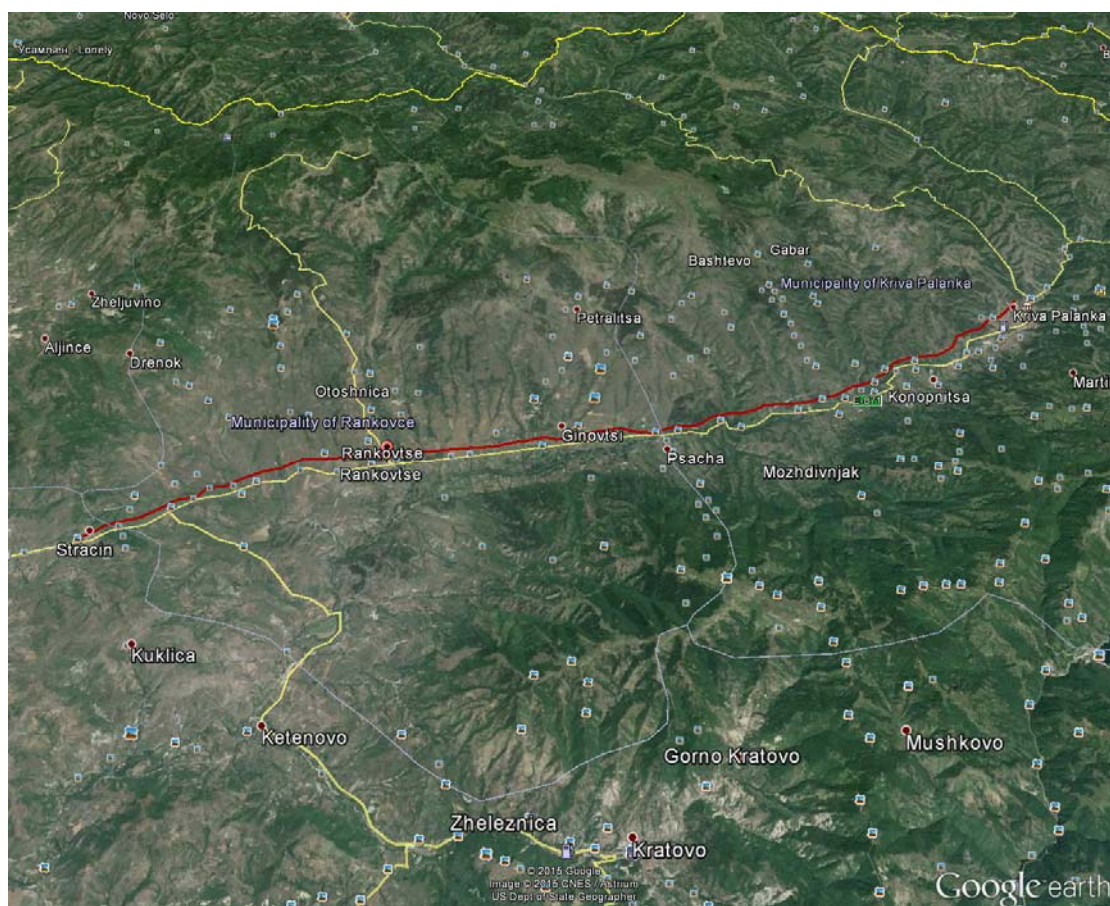 Novo Selo
Усамљен - Lonely
Gabar
Bashtevo
Municipality of Kriva Palanka
Zheljuvino
Petralitsa
Kriva Palanka
Aljince
Drenok
Martin
Otoshnica
Konopnitsa
Municipality of Rankovce
Ginovtsi
Rankovtse
Psacha
Rankovtse
Mozhdivnjak
Stracin
Kuklica
Ketenovo
Mushkovo
Gorno Kratovo
Zheleznica
Kratovo
© 2015 Google
Image © 2015 CNES / Astrium
US Dept of State Geographer
Google earth